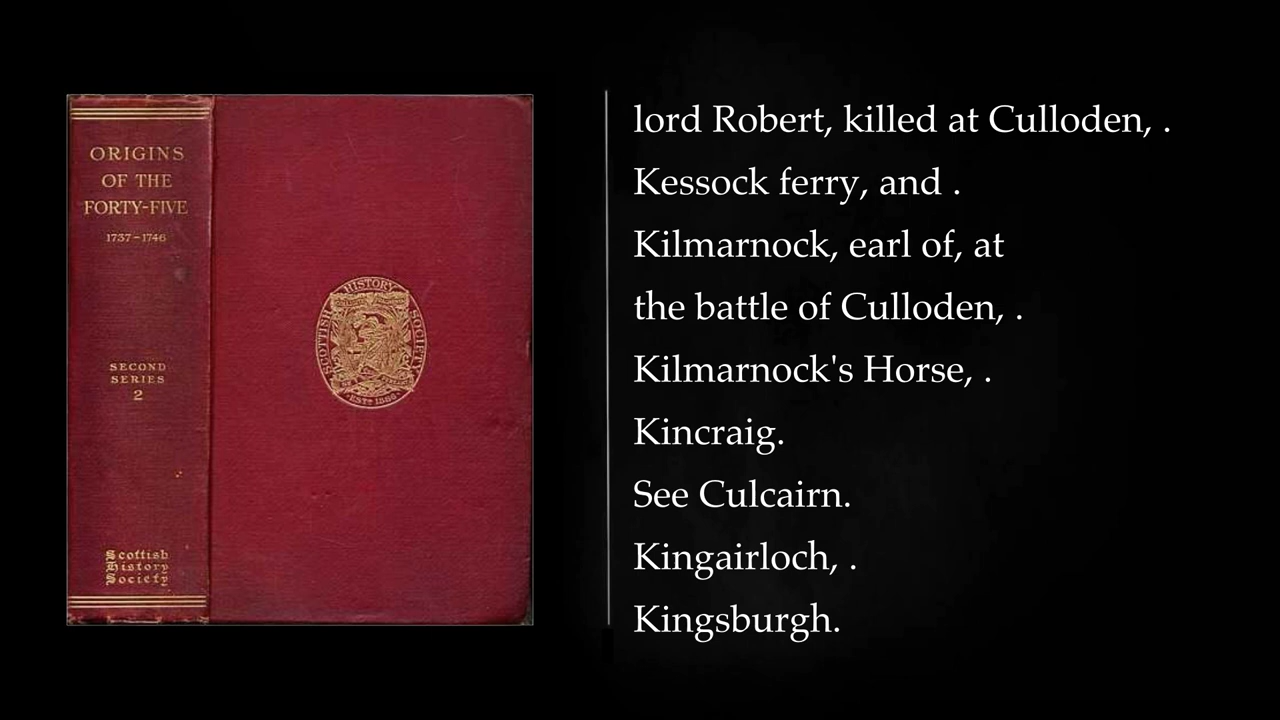 ORIGINS
OF THE
FORTY-FIVE
1737-1746
SECOND
SERIES
2
Scottish
History
Society
SCOTTISH HISTORY SOCIETY
·ESTD 1886·
lord Robert, killed at Culloden, .
Kessock ferry, and .
Kilmarnock, earl of, at
the battle of Culloden, .
Kilmarnock's Horse, .
Kincraig.
See Culcairn.
Kingairloch, .
Kingsburgh.